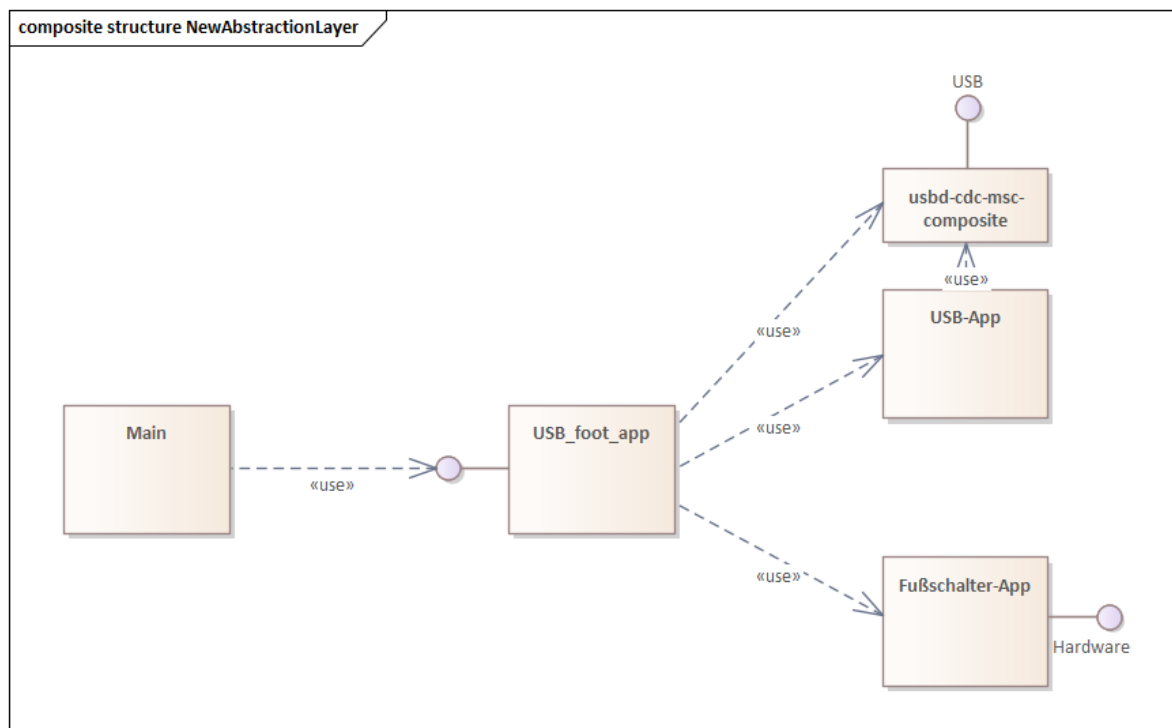 composite structure NewAbstractionLayer
USB
usbd-cdc-msc-
composite
«use»
USB-App
«use»
«use»
Main
USB_foot_app
«use»
«use»
Fußschalter-App
Hardware